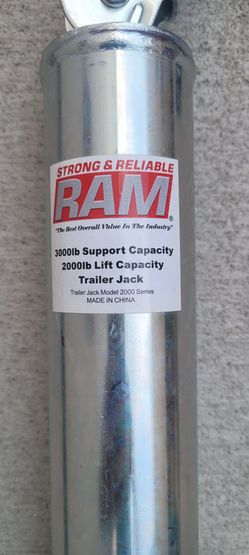 STRONG & RELIABLE
RAM®
"The Best Overall Value In The Industry"
3000lb Support Capacity
2000lb Lift Capacity
Trailer Jack
Trailer Jack Model 2000 Series
MADE IN CHINA